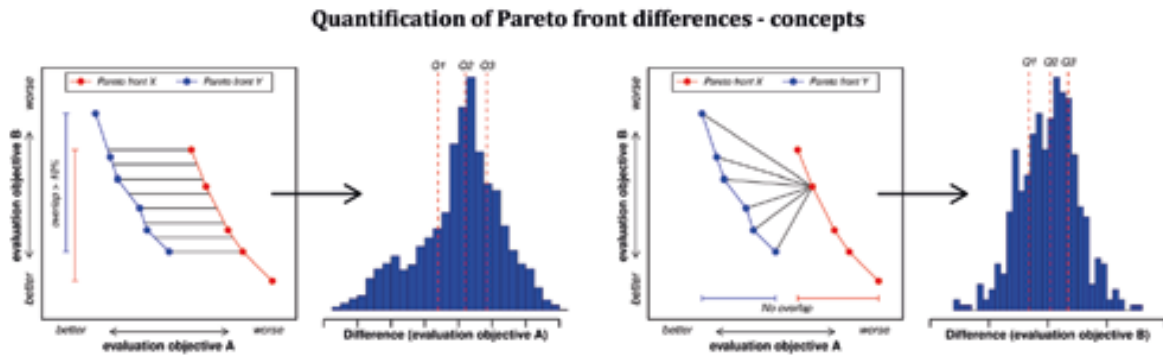 Quantification of Pareto front differences - concepts
Pareto front X
Pareto front Y
worse
evaluation objective B
better
overlap > 40%
better
worse
evaluation objective A
Q1
Q2
Q3
Difference (evaluation objective A)
Pareto front X
Pareto front Y
worse
evaluation objective B
better
No overlap
better
worse
evaluation objective A
Q1
Q2
Q3
Difference (evaluation objective B)